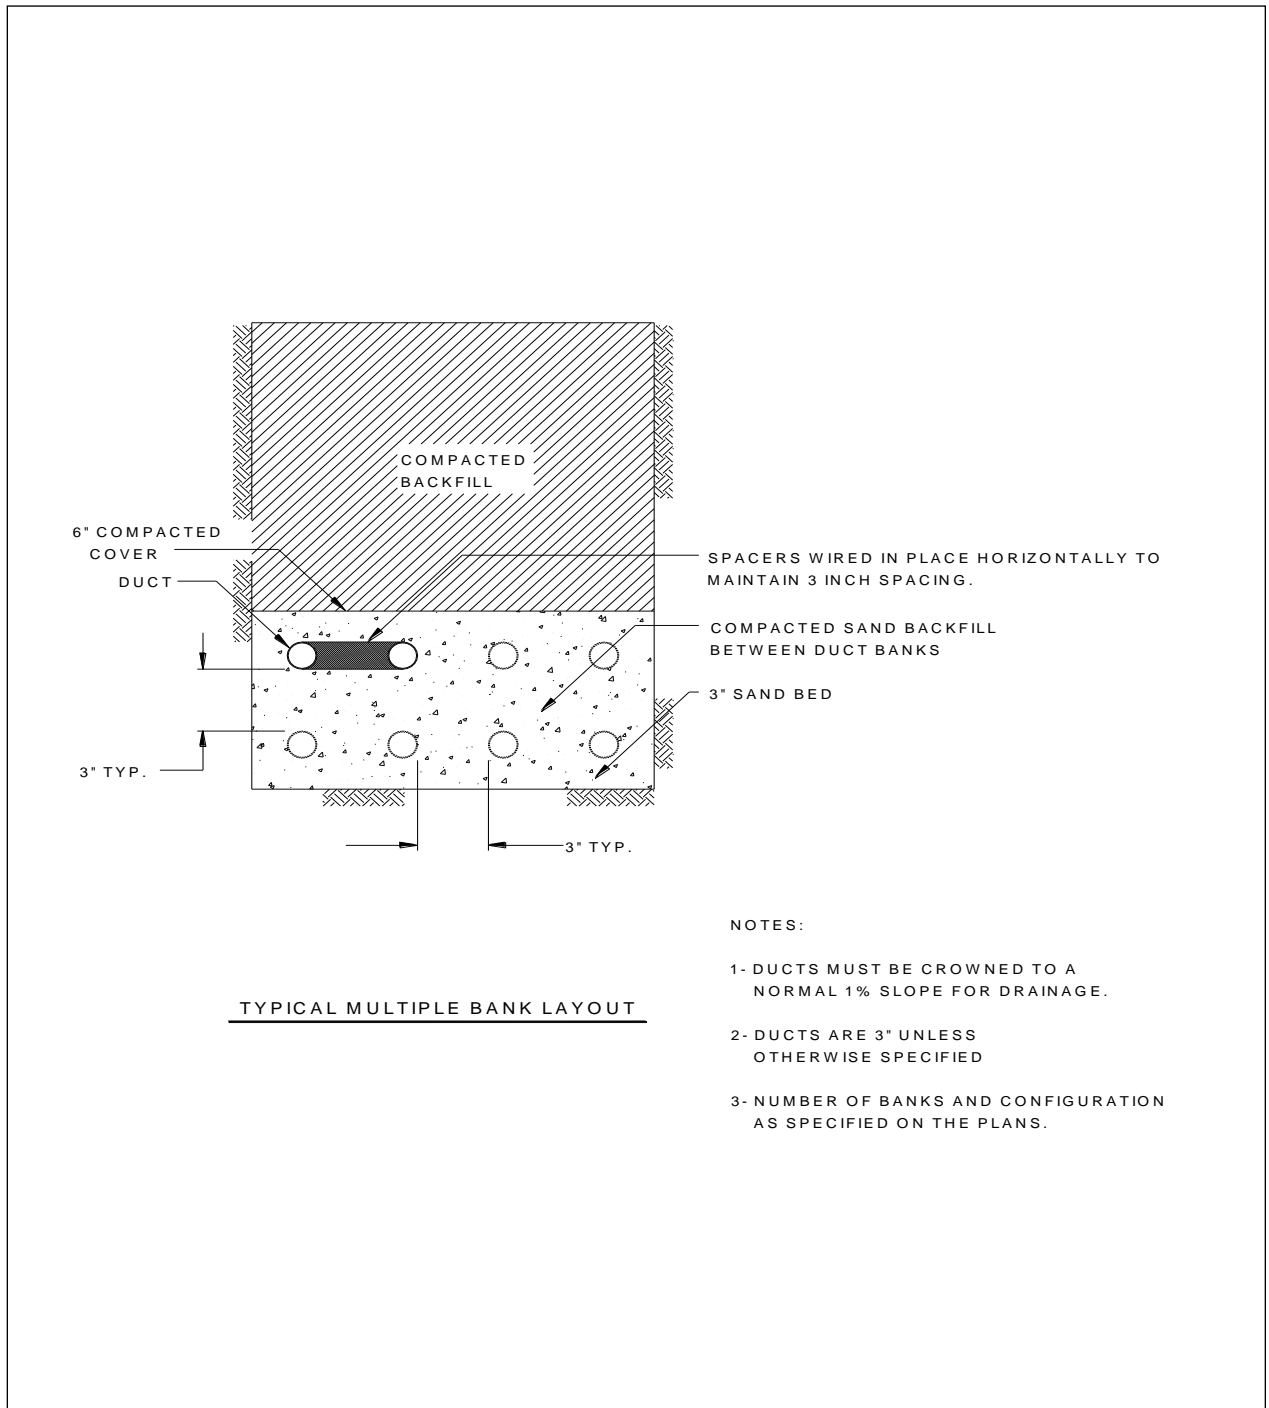 COMPACTED
BACKFILL
6" COMPACTED
COVER
DUCT
SPACERS WIRED IN PLACE HORIZONTALLY TO
MAINTAIN 3 INCH SPACING.
COMPACTED SAND BACKFILL
BETWEEN DUCT BANKS
3" SAND BED
3" TYP.
3" TYP.
NOTES:
1- DUCTS MUST BE CROWNED TO A
NORMAL 1% SLOPE FOR DRAINAGE.
TYPICAL MULTIPLE BANK LAYOUT
2- DUCTS ARE 3" UNLESS
OTHERWISE SPECIFIED
3- NUMBER OF BANKS AND CONFIGURATION
AS SPECIFIED ON THE PLANS.